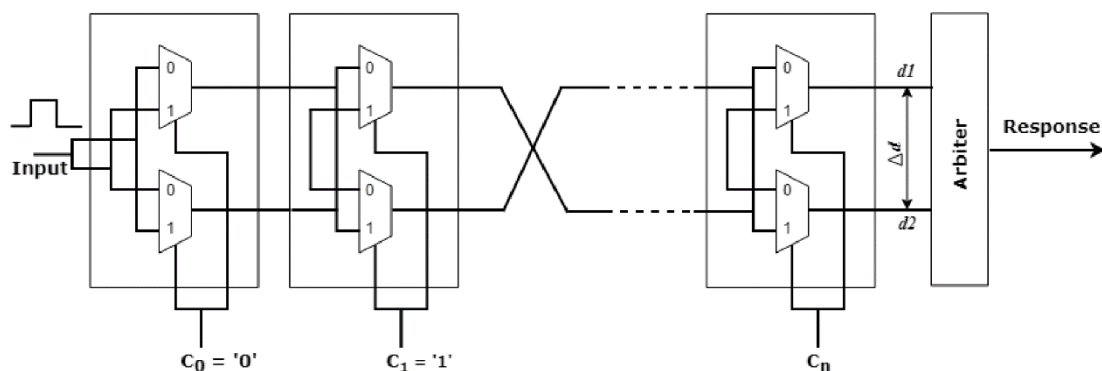 0
1
0
1
0
1
0
1
0
1
0
1
Input
d1
Δd
d2
Arbiter
Response
C₀ = '0'
C₁ = '1'
Cₙ